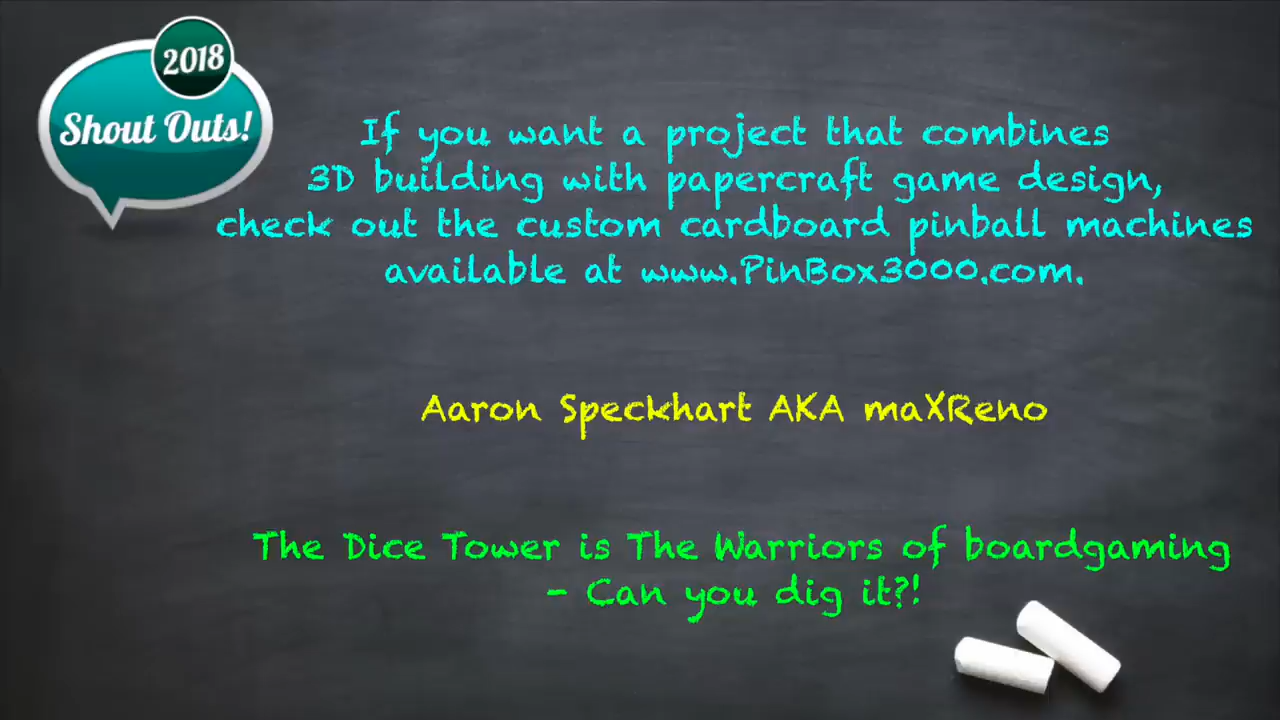 2018
Shout Outs!
If you want a project that combines
3D building with papercraft game design,
check out the custom cardboard pinball machines
available at www.PinBox3000.com.
Aaron Speckhart AKA maXReno
The Dice Tower is The Warriors of boardgaming
- Can you dig it?!